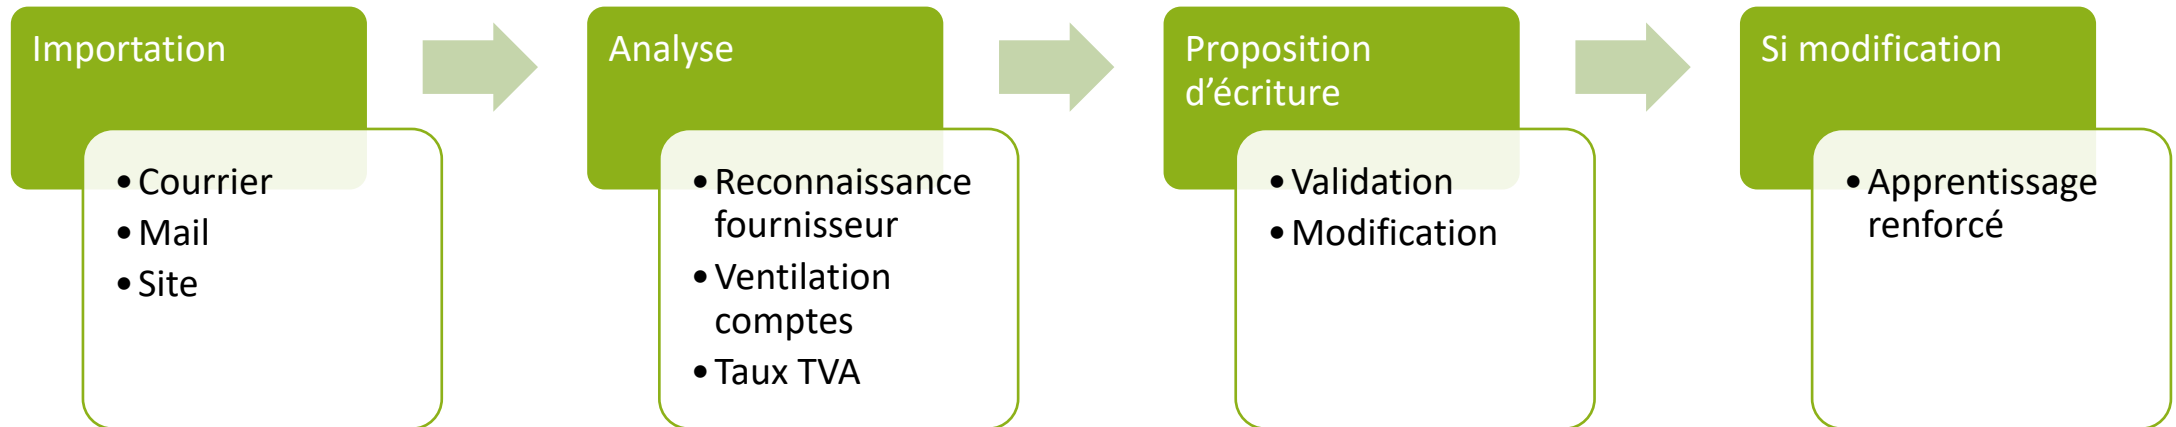 Importation
• Courrier
• Mail
• Site
Analyse
• Reconnaissance
fournisseur
• Ventilation
comptes
• Taux TVA
Proposition
d’écriture
• Validation
• Modification
Si modification
• Apprentissage
renforcé